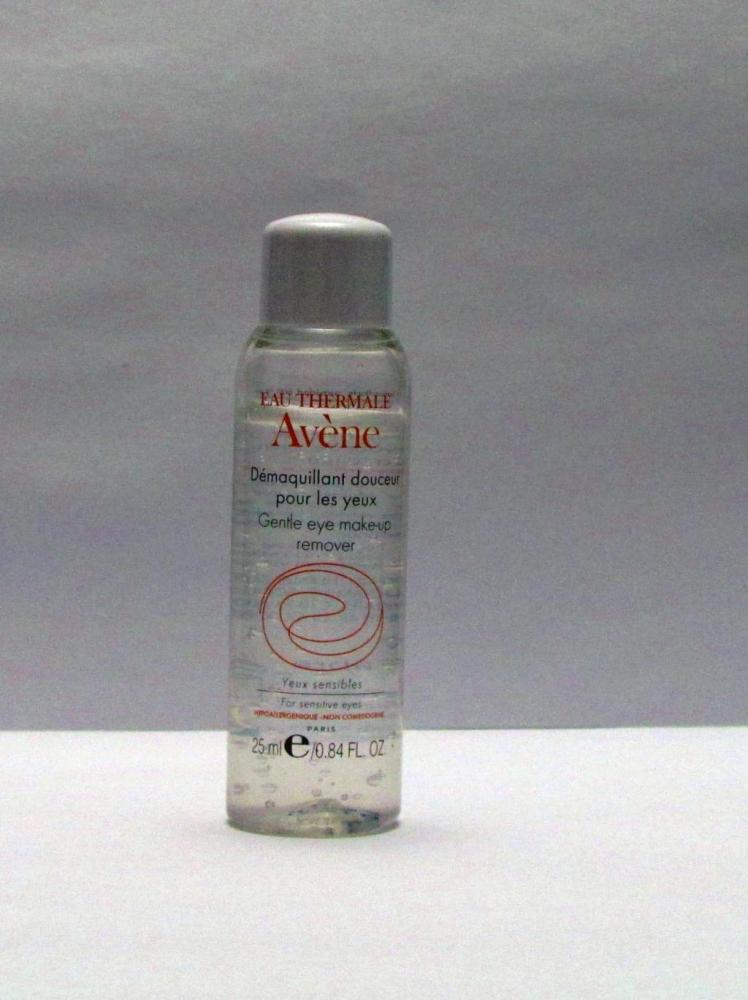 EAU THERMALE
Avène
Démaquillant douceur
pour les yeux
Gentle eye make-up
remover
Yeux sensibles
For sensitive eyes
HYPOALLERGENIQUE - NON COMEDOGENE
PARIS
25 ml e/0.84 FL. OZ.